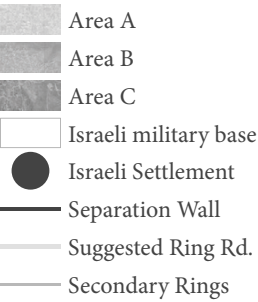 Area A
Area B
Area C
Israeli military base
Israeli Settlement
Separation Wall
Suggested Ring Rd.
Secondary Rings